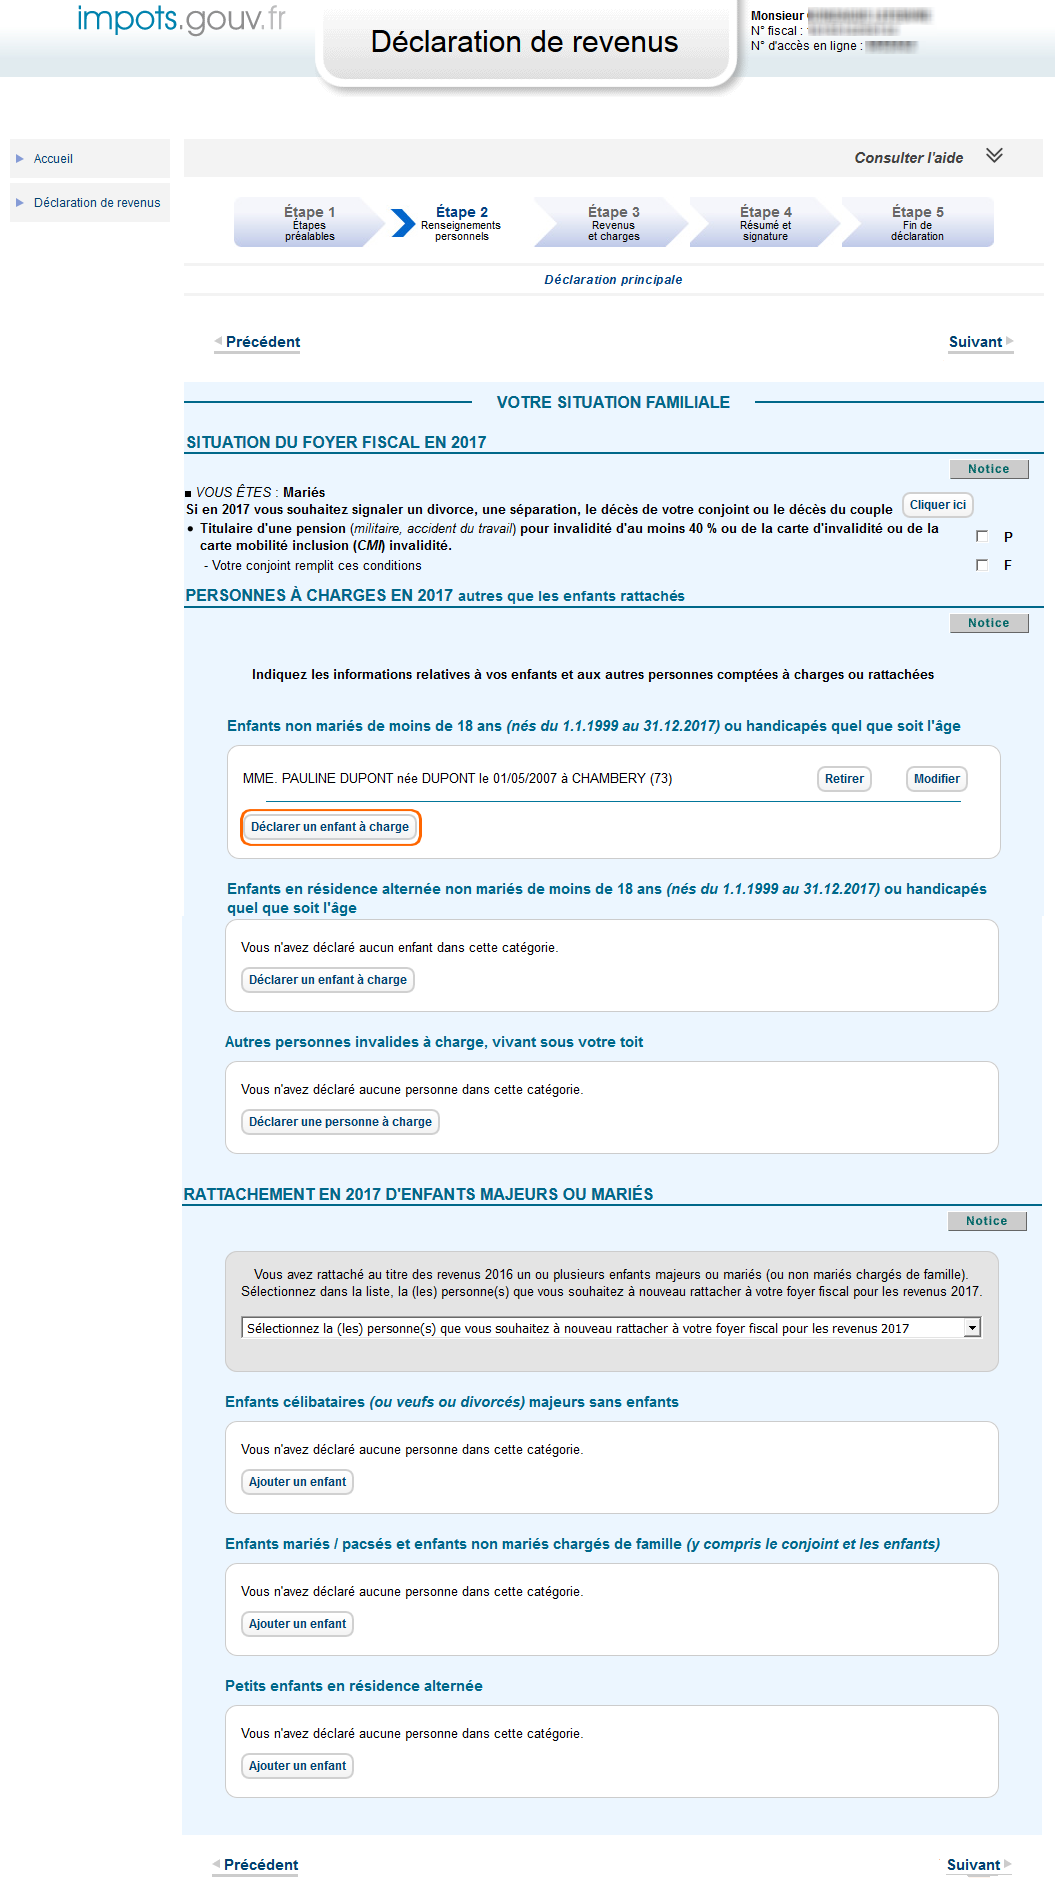 impots.gouv.fr
Déclaration de revenus
Monsieur
N° fiscal :
N° d'accès en ligne :
Accueil
Déclaration de revenus
Consulter l'aide
Étape 1
Étapes
préalables
Étape 2
Renseignements
personnels
Étape 3
Revenus
et charges
Étape 4
Résumé et
signature
Étape 5
Fin de
déclaration
Déclaration principale
Précédent
Suivant
VOTRE SITUATION FAMILIALE
SITUATION DU FOYER FISCAL EN 2017
Notice
VOUS ÊTES : Mariés
Si en 2017 vous souhaitez signaler un divorce, une séparation, le décès de votre conjoint ou le décès du couple
Cliquer ici
• Titulaire d'une pension (militaire, accident du travail) pour invalidité d'au moins 40 % ou de la carte d'invalidité ou de la
carte mobilité inclusion (CMI) invalidité.
P
- Votre conjoint remplit ces conditions
F
PERSONNES À CHARGES EN 2017 autres que les enfants rattachés
Notice
Indiquez les informations relatives à vos enfants et aux autres personnes comptées à charges ou rattachées
Enfants non mariés de moins de 18 ans (nés du 1.1.1999 au 31.12.2017) ou handicapés quel que soit l'âge
MME. PAULINE DUPONT née DUPONT le 01/05/2007 à CHAMBERY (73)
Retirer
Modifier
Déclarer un enfant à charge
Enfants en résidence alternée non mariés de moins de 18 ans (nés du 1.1.1999 au 31.12.2017) ou handicapés
quel que soit l'âge
Vous n'avez déclaré aucun enfant dans cette catégorie.
Déclarer un enfant à charge
Autres personnes invalides à charge, vivant sous votre toit
Vous n'avez déclaré aucune personne dans cette catégorie.
Déclarer une personne à charge
RATTACHEMENT EN 2017 D'ENFANTS MAJEURS OU MARIÉS
Notice
Vous avez rattaché au titre des revenus 2016 un ou plusieurs enfants majeurs ou mariés (ou non mariés chargés de famille).
Sélectionnez dans la liste, la (les) personne(s) que vous souhaitez à nouveau rattacher à votre foyer fiscal pour les revenus 2017.
Sélectionnez la (les) personne(s) que vous souhaitez à nouveau rattacher à votre foyer fiscal pour les revenus 2017
Enfants célibataires (ou veufs ou divorcés) majeurs sans enfants
Vous n'avez déclaré aucune personne dans cette catégorie.
Ajouter un enfant
Enfants mariés / pacsés et enfants non mariés chargés de famille (y compris le conjoint et les enfants)
Vous n'avez déclaré aucune personne dans cette catégorie.
Ajouter un enfant
Petits enfants en résidence alternée
Vous n'avez déclaré aucune personne dans cette catégorie.
Ajouter un enfant
Précédent
Suivant